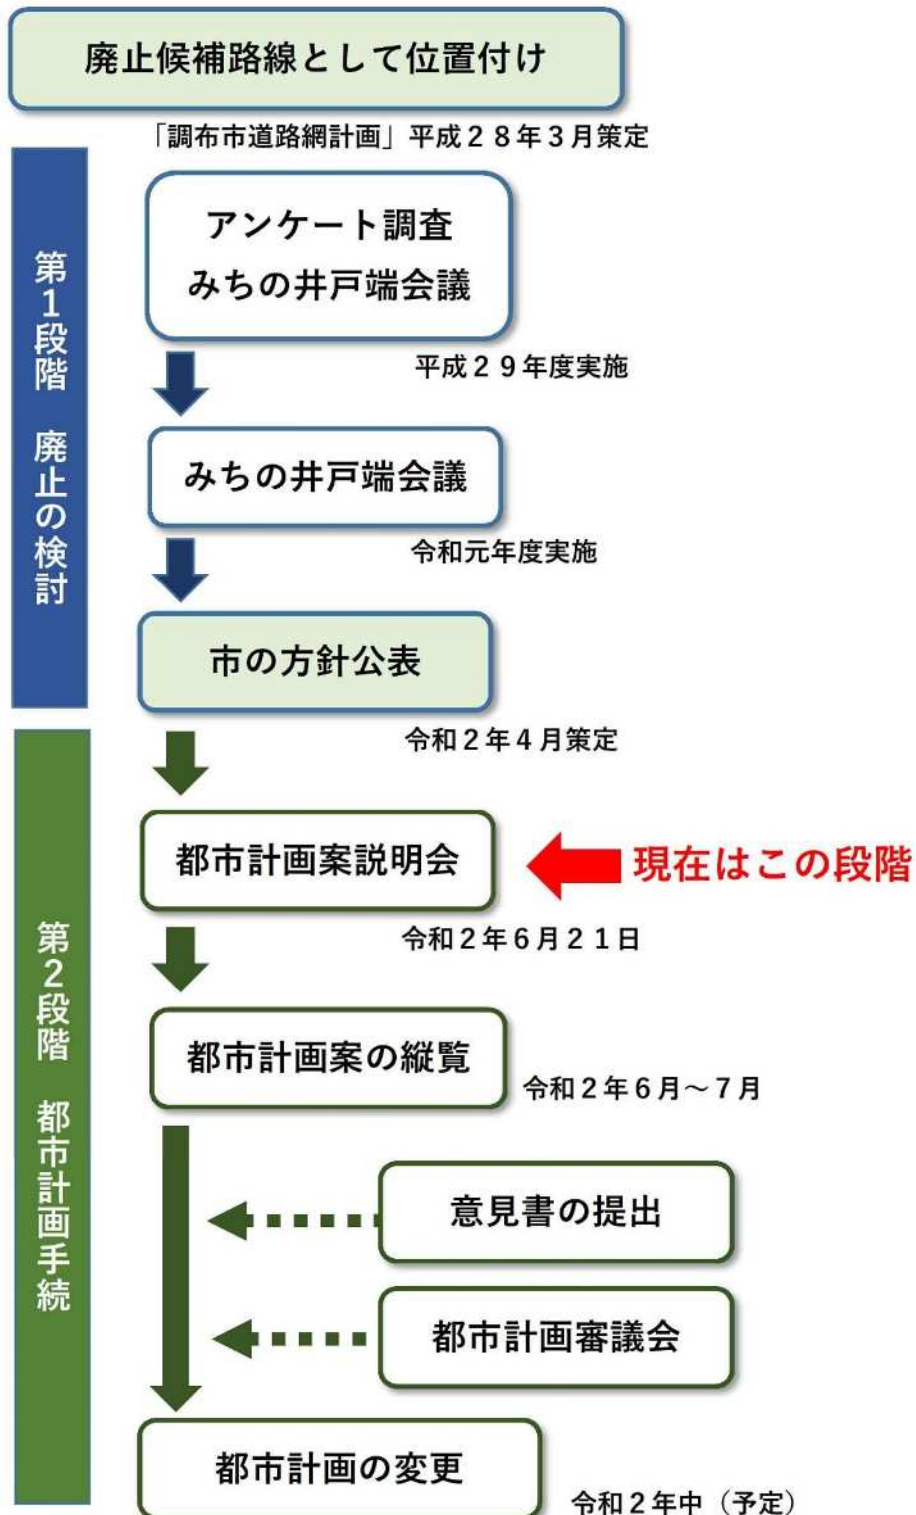 廃止候補路線として位置付け
「調布市道路網計画」平成２８年３月策定
第１段階　廃止の検討
アンケート調査
みちの井戸端会議
平成２９年度実施
みちの井戸端会議
令和元年度実施
市の方針公表
令和２年４月策定
第２段階　都市計画手続
都市計画案説明会
現在はこの段階
令和２年６月２１日
都市計画案の縦覧
令和２年６月～７月
意見書の提出
都市計画審議会
都市計画の変更
令和２年中（予定）